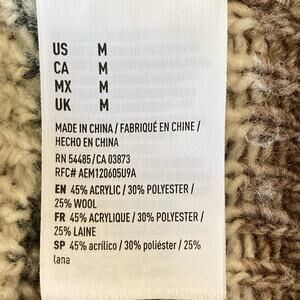 US M
CA M
MX M
UK M
MADE IN CHINA / FABRIQUÉ EN CHINE /
HECHO EN CHINA
RN 54485/CA 03873
RFC# AEM120605U9A
EN 45% ACRYLIC / 30% POLYESTER /
25% WOOL
FR 45% ACRYLIQUE / 30% POLYESTER /
25% LAINE
SP 45% acrílico / 30% poliéster / 25%
lana